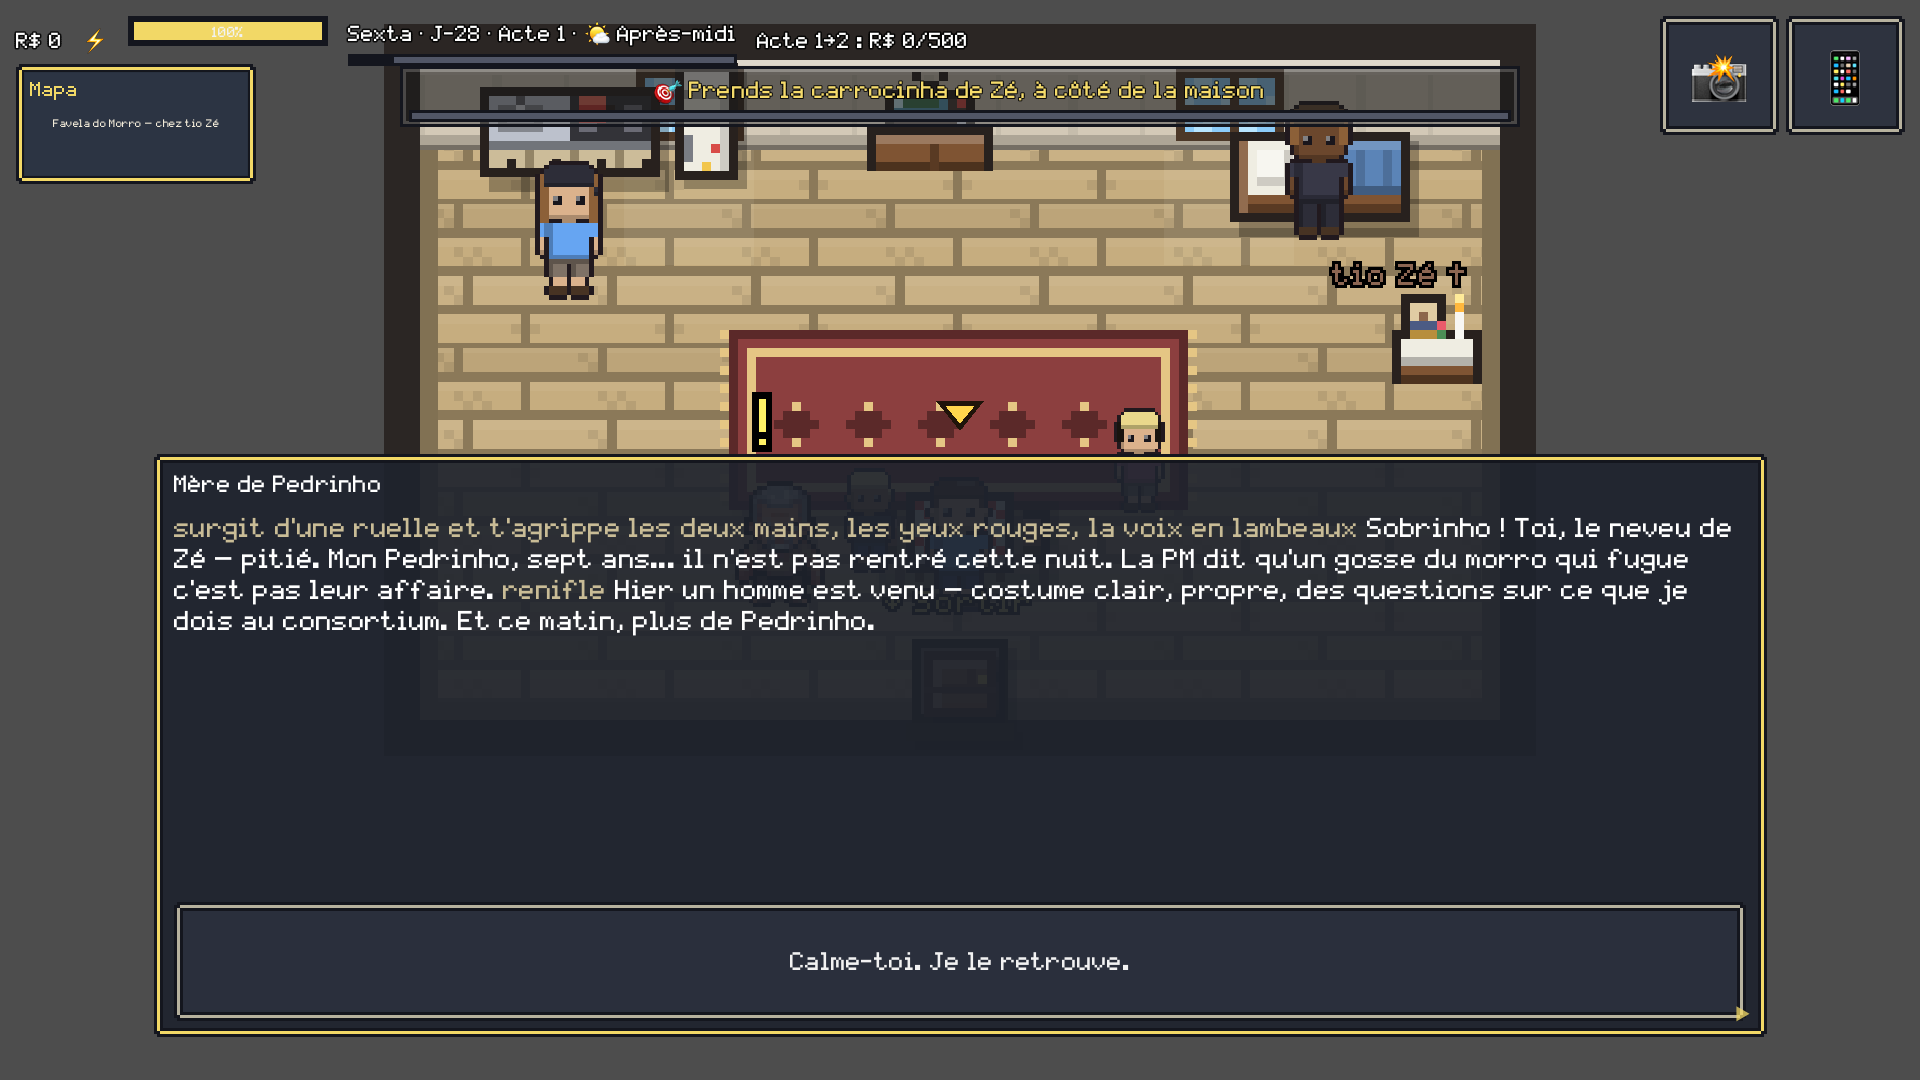 R$ 0
100%
Sexta · J-28 · Acte 1 · Après-midi
Acte 1→2 : R$ 0/500
Mapa
Favela do Morro — chez tio Zé
Prends la carrocinha de Zé, à côté de la maison
tio Zé †
Mère de Pedrinho
surgit d'une ruelle et t'agrippe les deux mains, les yeux rouges, la voix en lambeaux Sobrinho ! Toi, le neveu de
Zé — pitié. Mon Pedrinho, sept ans... il n'est pas rentré cette nuit. La PM dit qu'un gosse du morro qui fugue
c'est pas leur affaire. renifle Hier un homme est venu — costume clair, propre, des questions sur ce que je
dois au consortium. Et ce matin, plus de Pedrinho.
Sortir
Calme-toi. Je le retrouve.